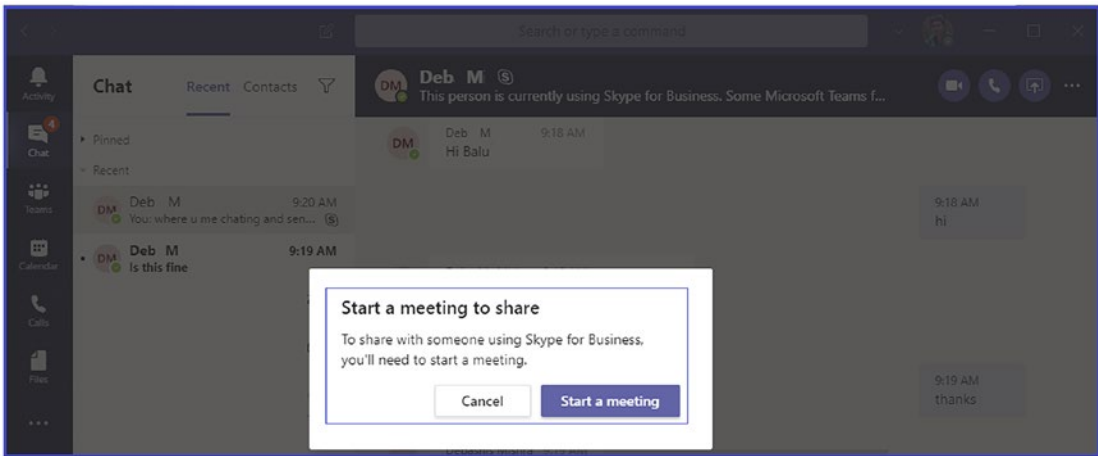 Search or type a command
Activity
Chat
Recent Contacts
Deb M
This person is currently using Skype for Business. Some Microsoft Teams f...
4
Chat
Pinned
Recent
DM
Deb M 9:18 AM
Hi Balu
Teams
DM
Deb M 9:20 AM
You: where u me chating and sen...
9:18 AM
hi
Calendar
DM
Deb M 9:19 AM
Is this fine
Calls
Start a meeting to share
To share with someone using Skype for Business,
you'll need to start a meeting.
Cancel Start a meeting
Files
9:19 AM
thanks